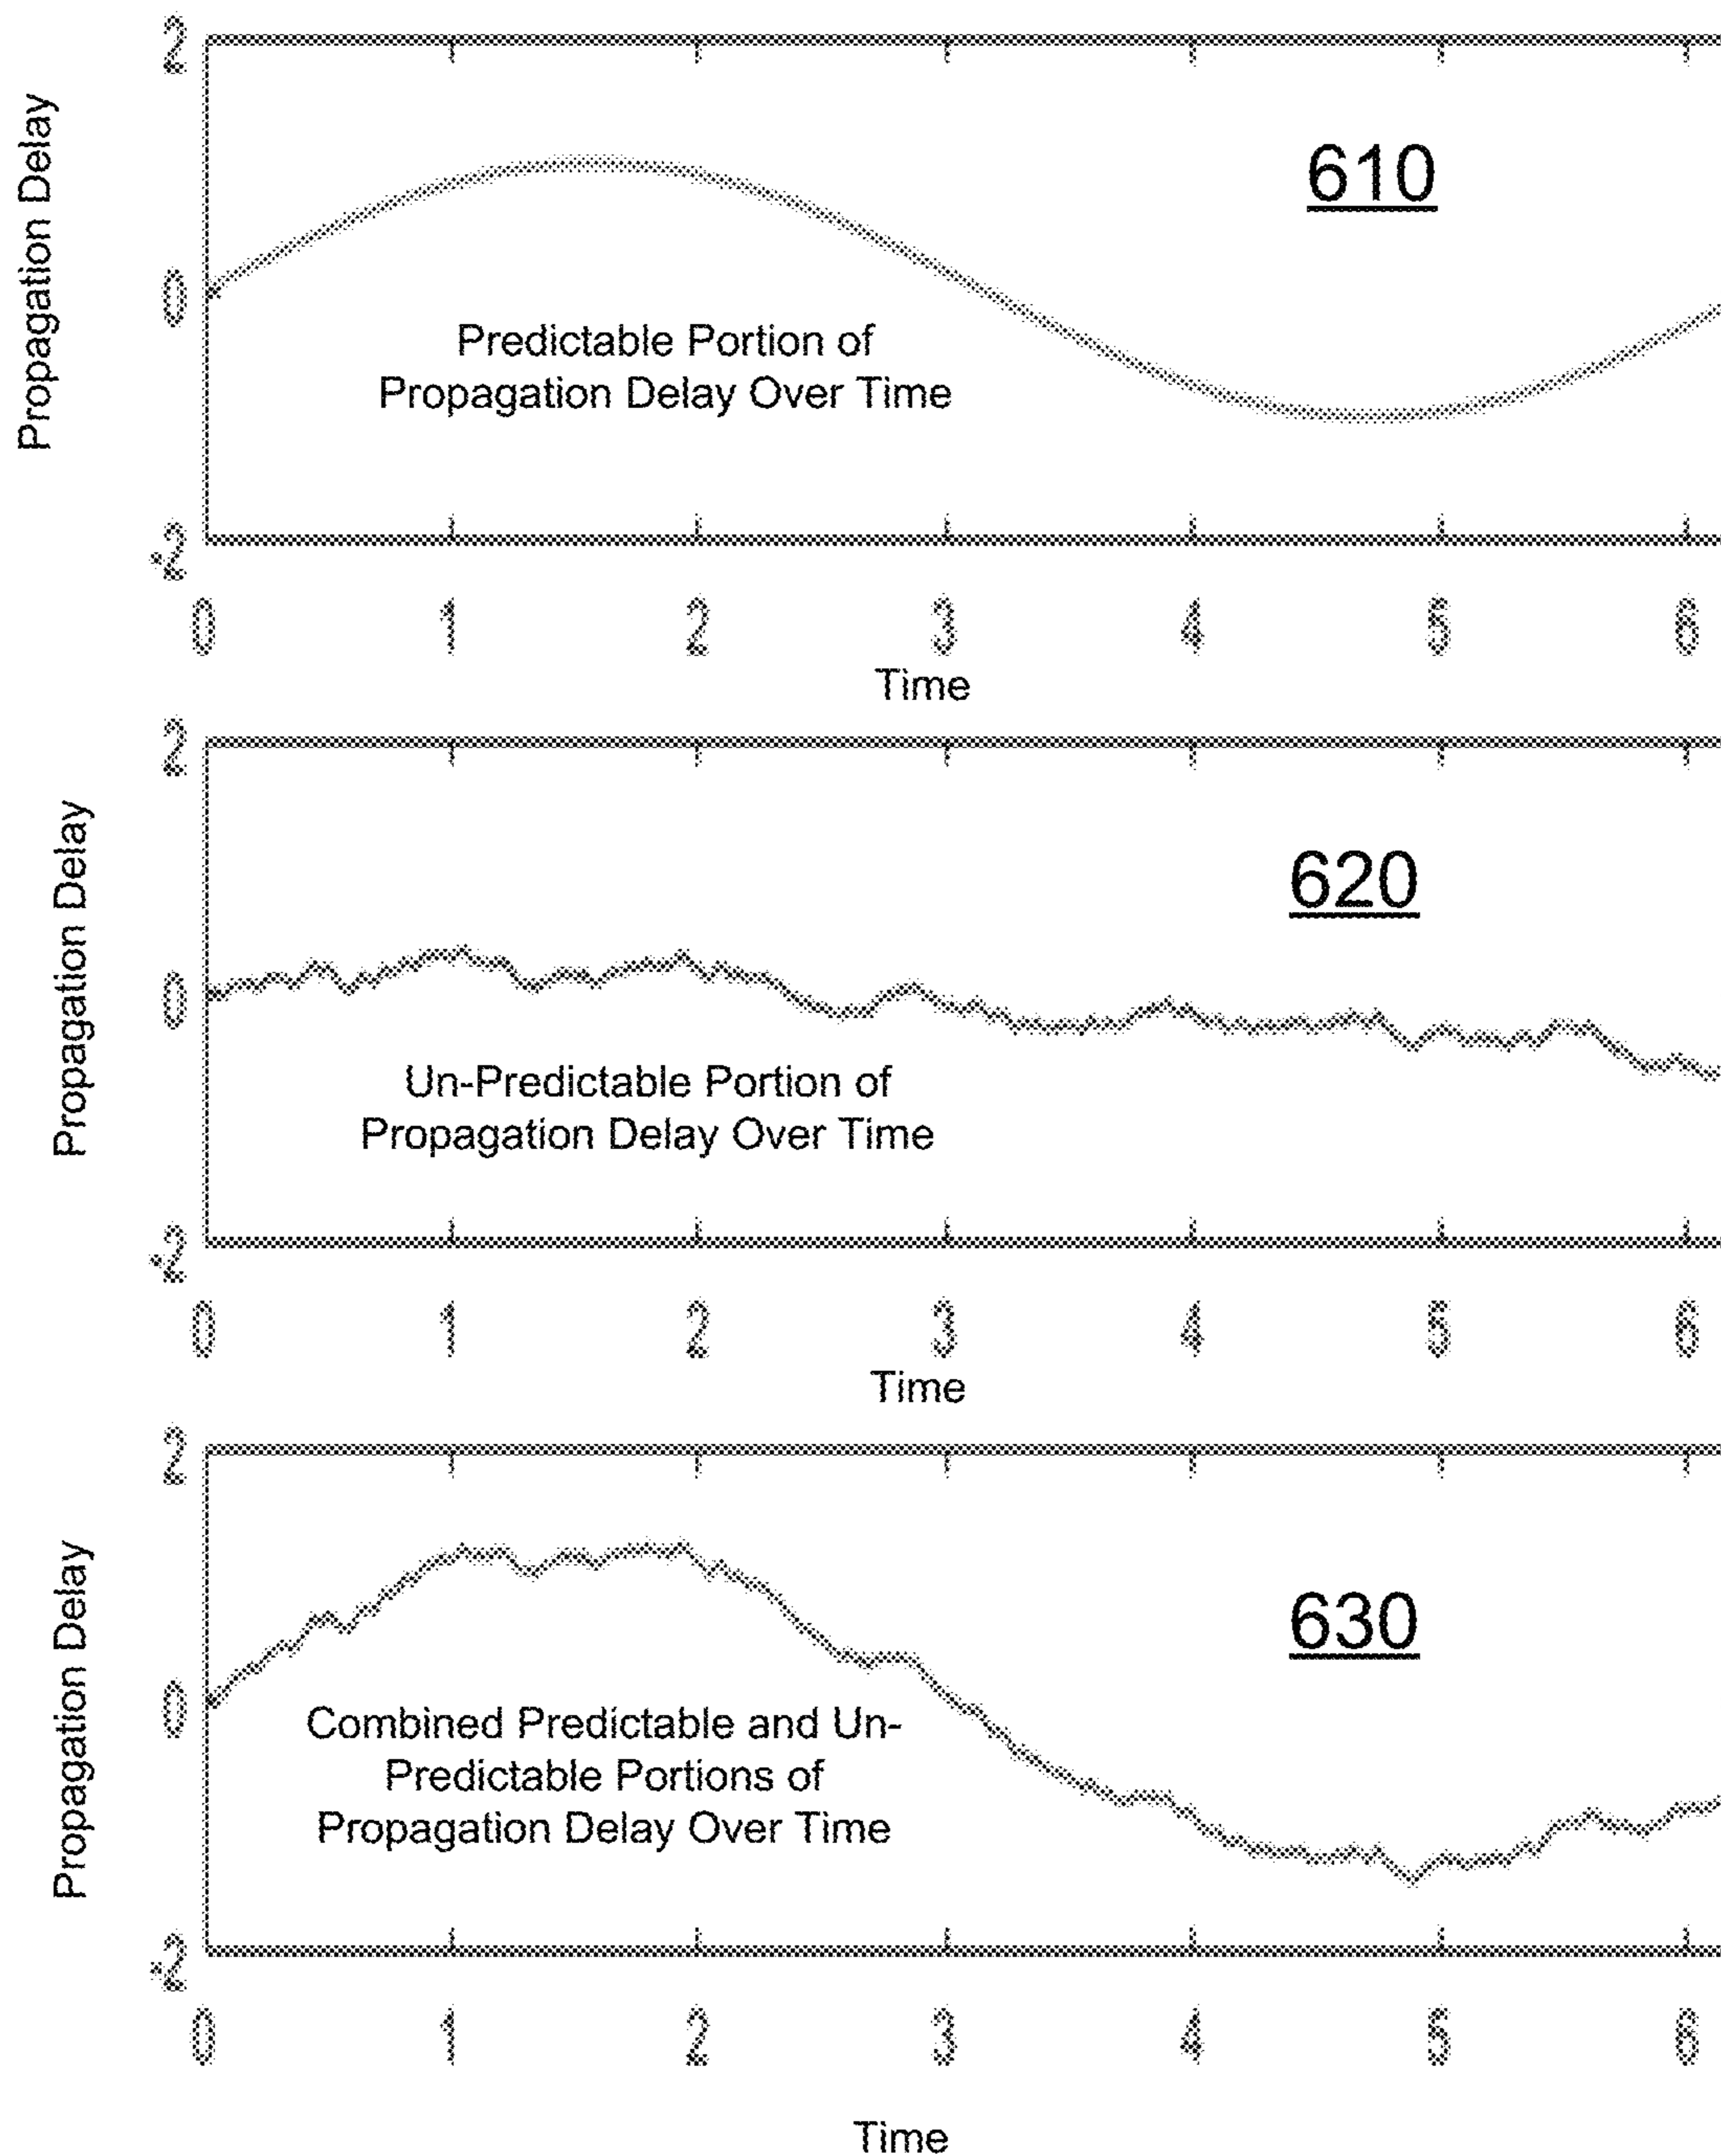 2
Propagation Delay
610
0
Predictable Portion of
Propagation Delay Over Time
-2
0 1 2 3 4 5 6
Time
2
Propagation Delay
620
0
Un-Predictable Portion of
Propagation Delay Over Time
-2
0 1 2 3 4 5 6
Time
2
Propagation Delay
630
0
Combined Predictable and Un-
Predictable Portions of
Propagation Delay Over Time
-2
0 1 2 3 4 5 6
Time